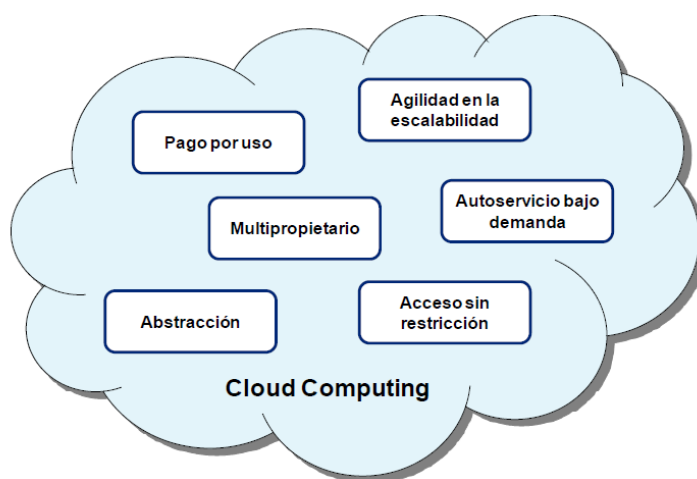 Agilidad en la
escalabilidad
Pago por uso
Autoservicio bajo
demanda
Multipropietario
Acceso sin
restricción
Abstracción
Cloud Computing